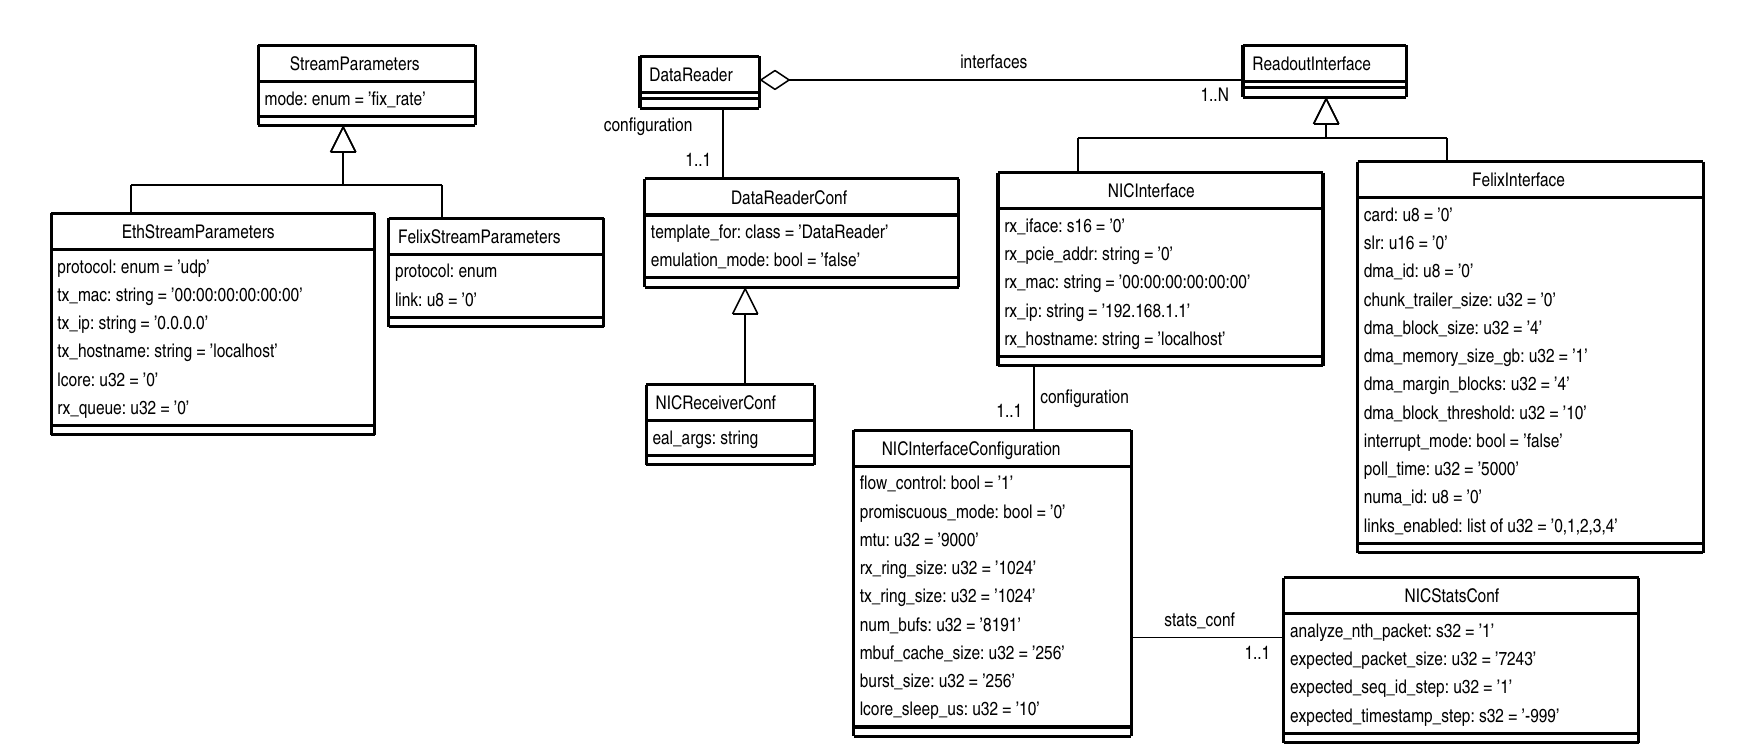 StreamParameters
mode: enum = ’fix_rate’
EthStreamParameters
protocol: enum = ’udp’
tx_mac: string = ’00:00:00:00:00:00’
tx_ip: string = ’0.0.0.0’
tx_hostname: string = ’localhost’
lcore: u32 = ’0’
rx_queue: u32 = ’0’
FelixStreamParameters
protocol: enum
link: u8 = ’0’
DataReader
interfaces
1..N
configuration
1..1
DataReaderConf
template_for: class = ’DataReader’
emulation_mode: bool = ’false’
NICReceiverConf
eal_args: string
ReadoutInterface
NICInterface
rx_iface: s16 = ’0’
rx_pcie_addr: string = ’0’
rx_mac: string = ’00:00:00:00:00:00’
rx_ip: string = ’192.168.1.1’
rx_hostname: string = ’localhost’
configuration
1..1
NICInterfaceConfiguration
flow_control: bool = ’1’
promiscuous_mode: bool = ’0’
mtu: u32 = ’9000’
rx_ring_size: u32 = ’1024’
tx_ring_size: u32 = ’1024’
num_bufs: u32 = ’8191’
mbuf_cache_size: u32 = ’256’
burst_size: u32 = ’256’
lcore_sleep_us: u32 = ’10’
FelixInterface
card: u8 = ’0’
slr: u16 = ’0’
dma_id: u8 = ’0’
chunk_trailer_size: u32 = ’0’
dma_block_size: u32 = ’4’
dma_memory_size_gb: u32 = ’1’
dma_margin_blocks: u32 = ’4’
dma_block_threshold: u32 = ’10’
interrupt_mode: bool = ’false’
poll_time: u32 = ’5000’
numa_id: u8 = ’0’
links_enabled: list of u32 = ’0,1,2,3,4’
stats_conf
1..1
NICStatsConf
analyze_nth_packet: s32 = ’1’
expected_packet_size: u32 = ’7243’
expected_seq_id_step: u32 = ’1’
expected_timestamp_step: s32 = ’-999’